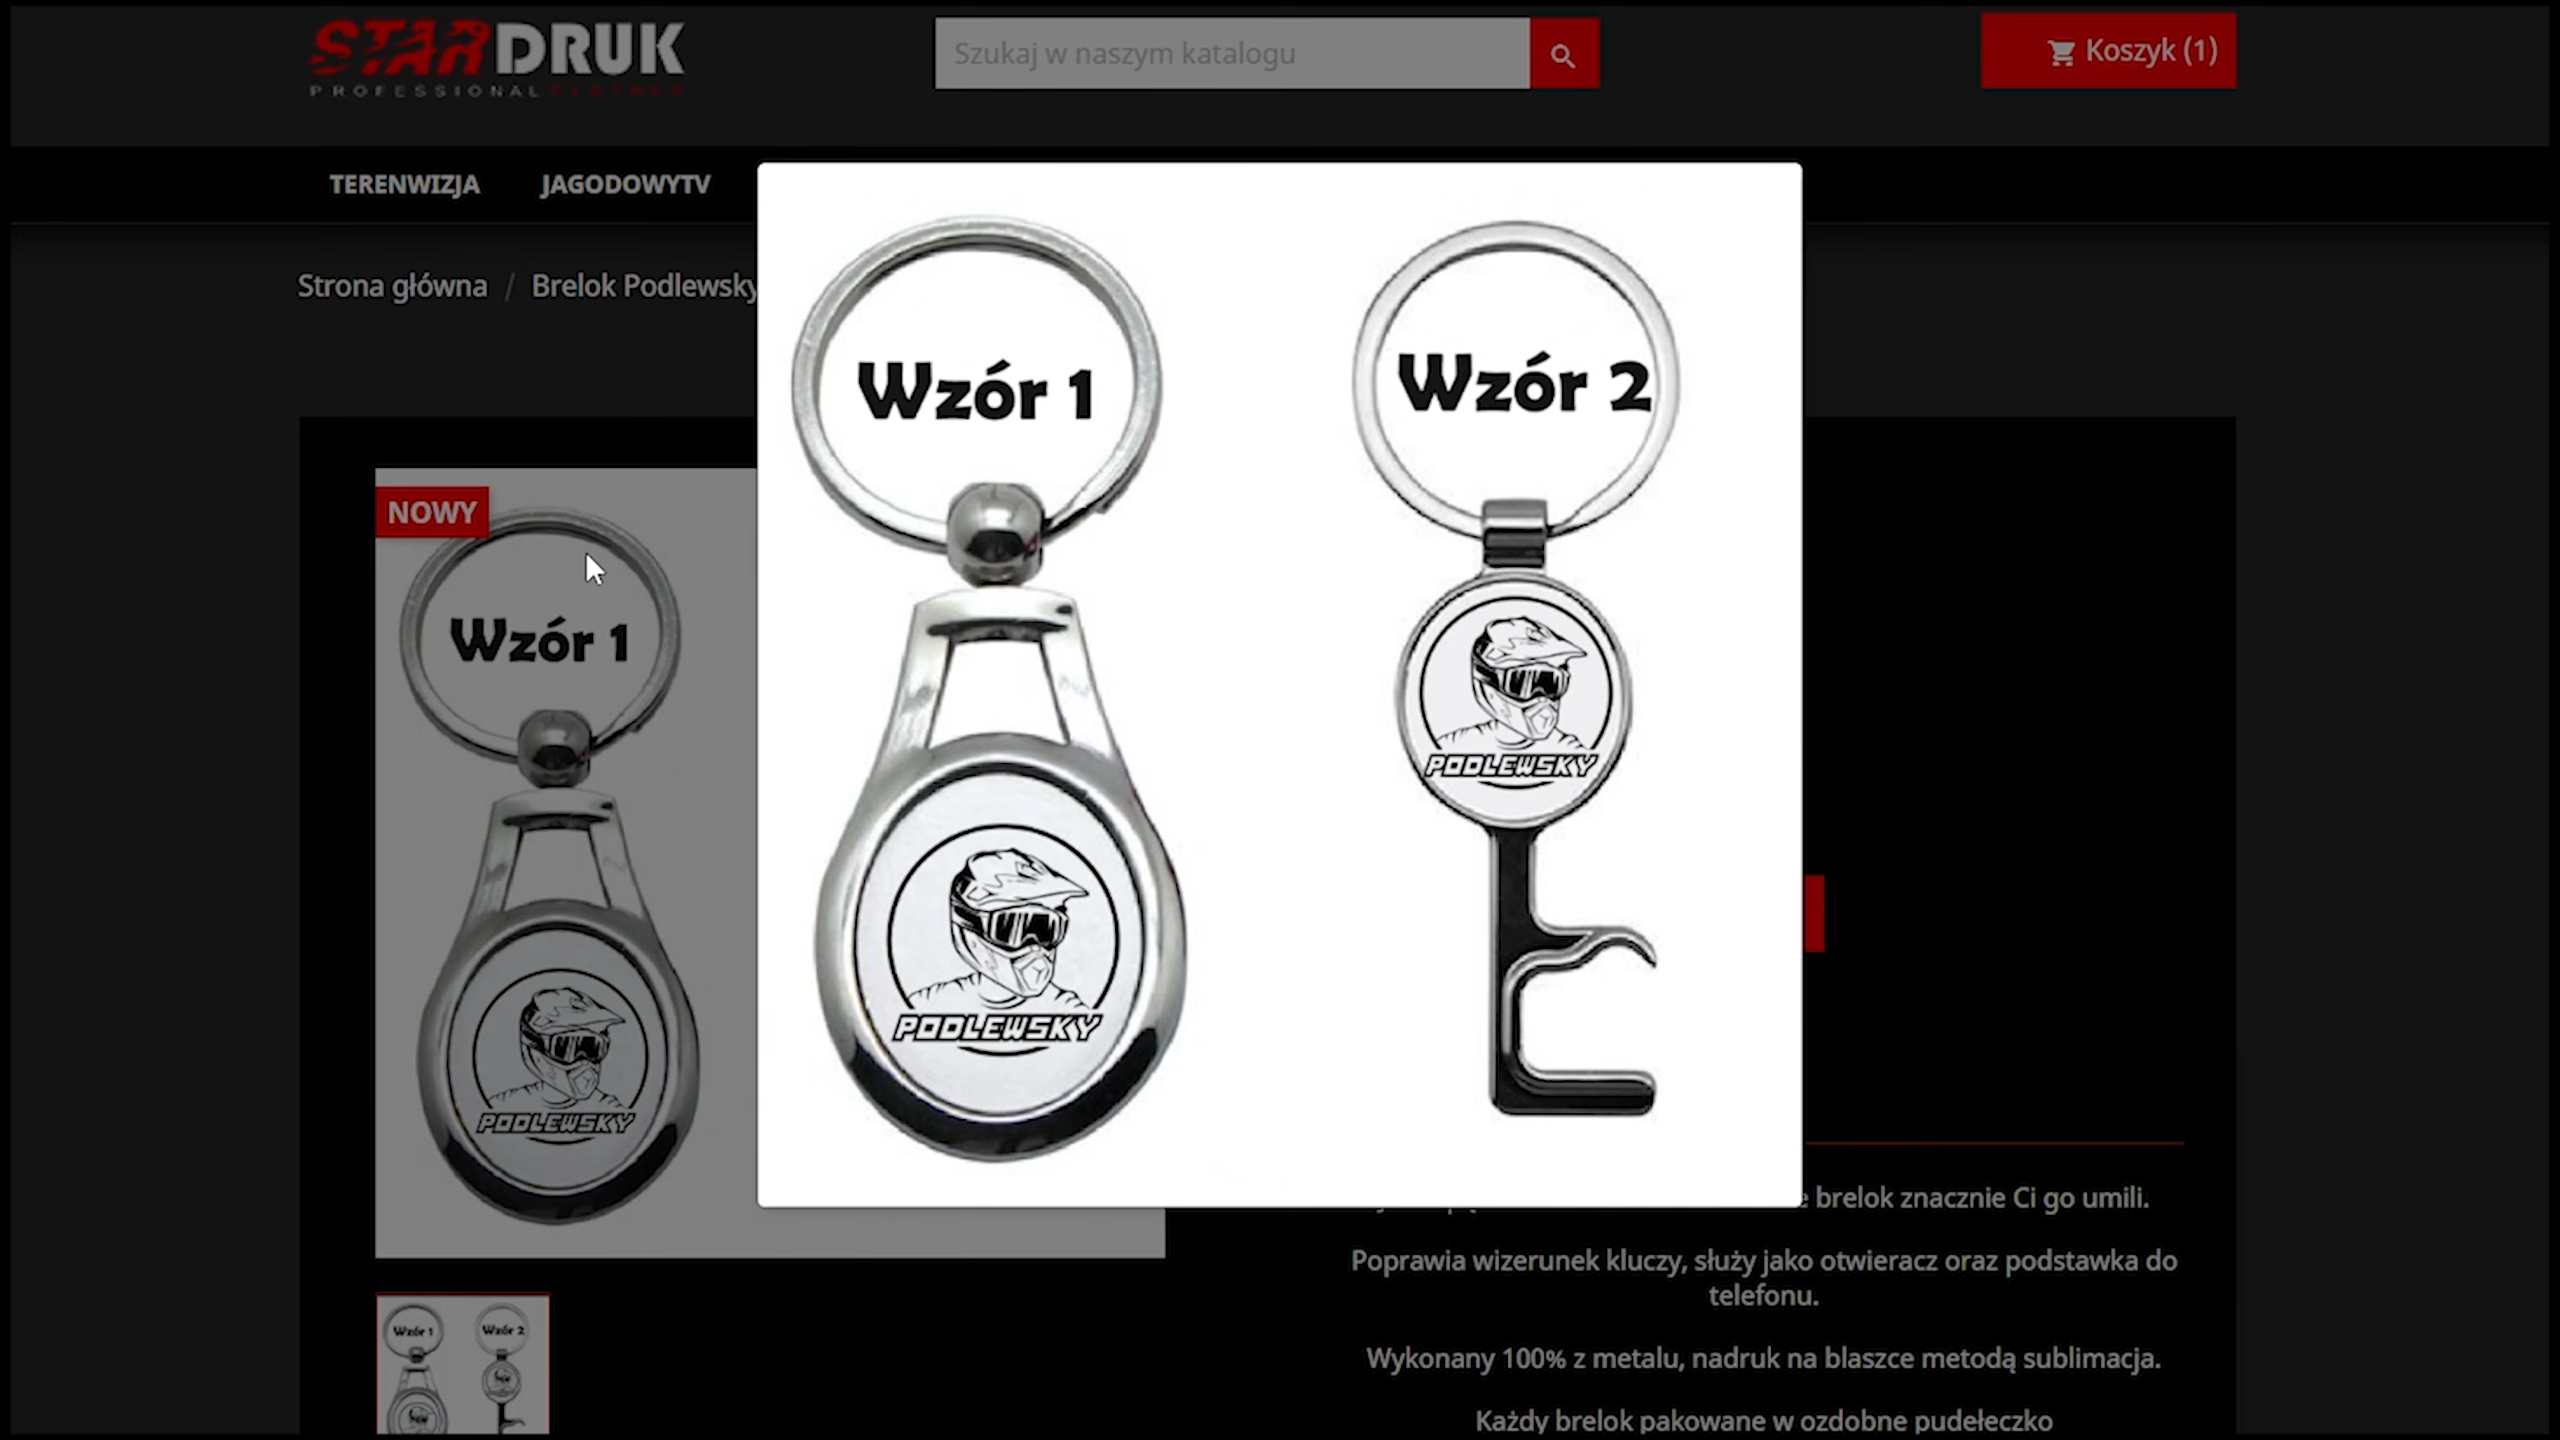 STARDRUK
PROFESSIONAL
Szukaj w naszym katalogu
Koszyk (1)
TERENWIZJA JAGODOWYTV
Strona główna / Brelok Podlewsky
NOWY
Wzór 1
PODLEWSKY
Wzór 1
PODLEWSKY
Wzór 2
PODLEWSKY
Wzór 1 Wzór 2
brelok znacznie Ci go umili.
Poprawia wizerunek kluczy, służy jako otwieracz oraz podstawka do
telefonu.
Wykonany 100% z metalu, nadruk na blaszce metodą sublimacja.
Każdy brelok pakowane w ozdobne pudełeczko